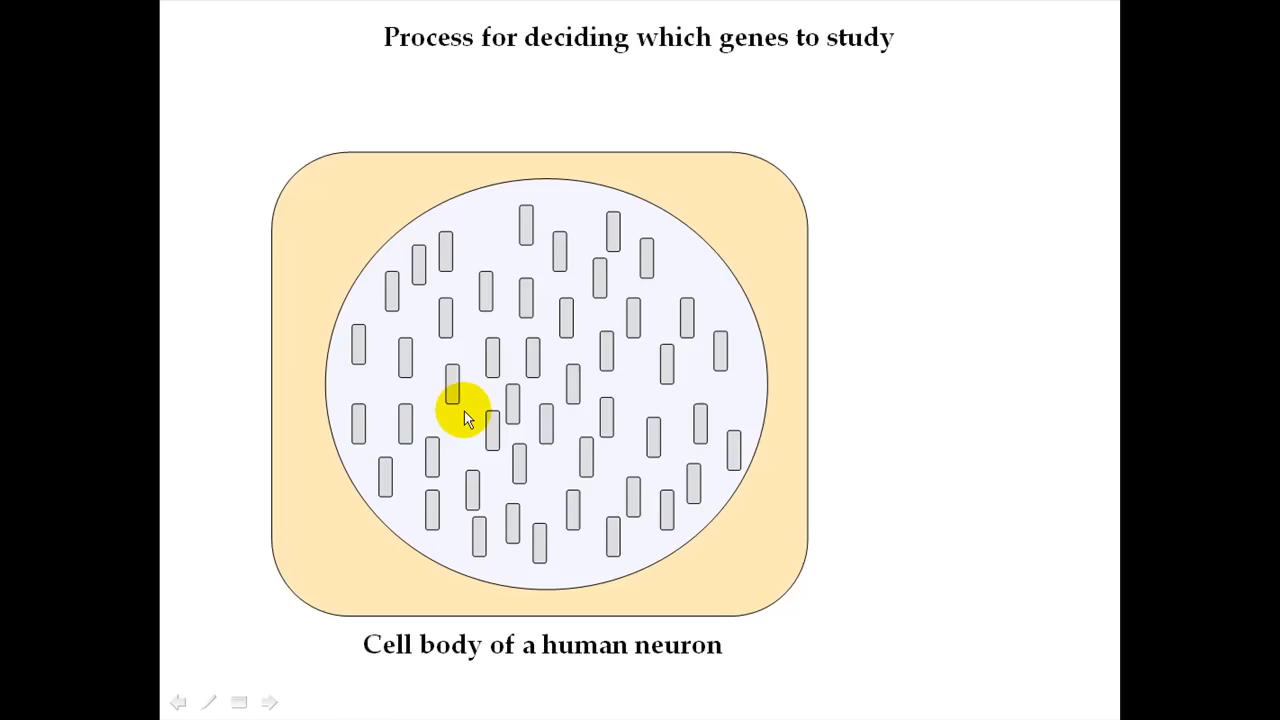 Process for deciding which genes to study
Cell body of a human neuron